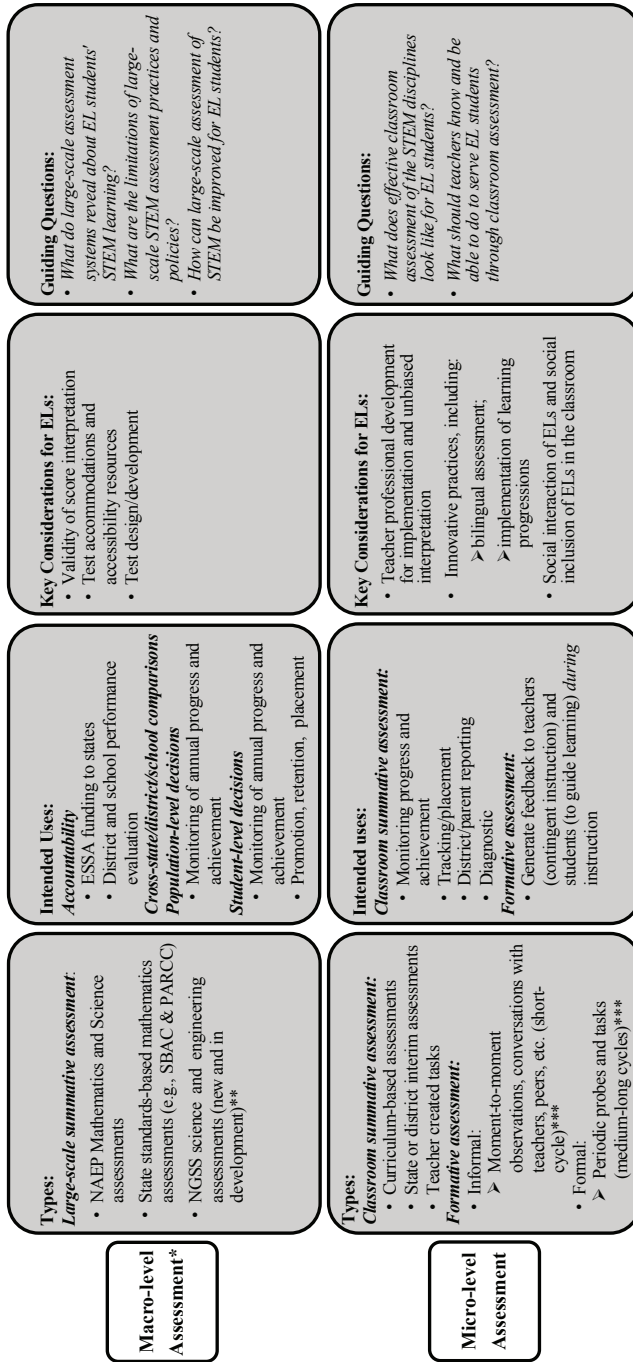 Macro-level
Assessment*
Types:
Large-scale summative assessment:
• NAEP Mathematics and Science
assessments
• State standards-based mathematics
assessments (e.g., SBAC & PARCC)
• NGSS science and engineering
assessments (new and in
development)**
Intended Uses:
Accountability
• ESSA funding to states
• District and school performance
evaluation
Cross-state/district/school comparisons
Population-level decisions
• Monitoring of annual progress and
achievement
Student-level decisions
• Monitoring of annual progress and
achievement
• Promotion, retention, placement
Key Considerations for ELs:
• Validity of score interpretation
• Test accommodations and
accessibility resources
• Test design/development
Guiding Questions:
• What do large-scale assessment
systems reveal about EL students'
STEM learning?
• What are the limitations of large-
scale STEM assessment practices and
policies?
• How can large-scale assessment of
STEM be improved for EL students?
Micro-level
Assessment
Types:
Classroom summative assessment:
• Curriculum-based assessments
• State or district interim assessments
• Teacher created tasks
Formative assessment:
• Informal:
➢ Moment-to-moment
observations, conversations with
teachers, peers, etc. (short-
cycle)***
• Formal:
➢ Periodic probes and tasks
(medium-long cycles)***
Intended uses:
Classroom summative assessment:
• Monitoring progress and
achievement
• Tracking/placement
• District/parent reporting
• Diagnostic
Formative assessment:
• Generate feedback to teachers
(contingent instruction) and
students (to guide learning) during
instruction
Key Considerations for ELs:
• Teacher professional development
for implementation and unbiased
interpretation
• Innovative practices, including:
➢ bilingual assessment;
➢ implementation of learning
progressions
• Social interaction of ELs and social
inclusion of ELs in the classroom
Guiding Questions:
• What does effective classroom
assessment of the STEM disciplines
look like for EL students?
• What should teachers know and be
able to do to serve EL students
through classroom assessment?